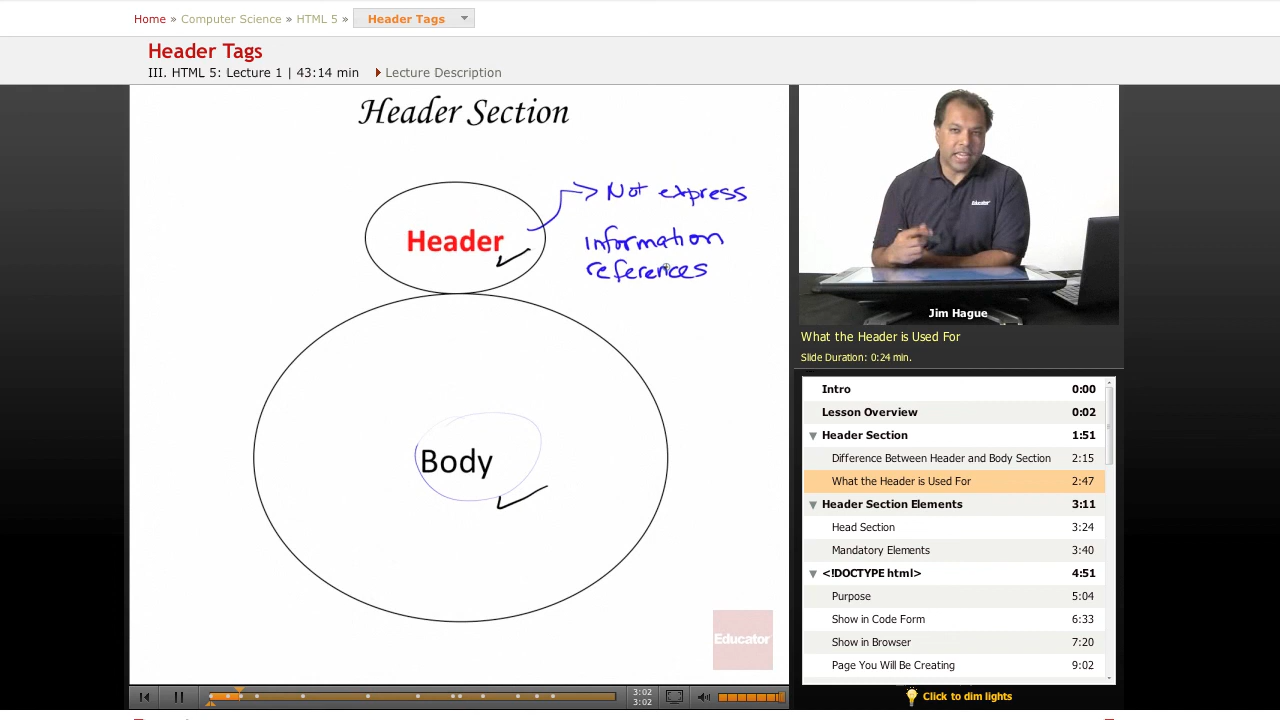 Home » Computer Science » HTML 5 » Header Tags
Header Tags
III. HTML 5: Lecture 1 | 43:14 min Lecture Description
Header Section
Header
Not express
information
references
Body
Educator
3:02
3:02
Educator
Jim Hague
What the Header is Used For
Slide Duration: 0:24 min.
Intro 0:00
Lesson Overview 0:02
Header Section 1:51
Difference Between Header and Body Section 2:15
What the Header is Used For 2:47
Header Section Elements 3:11
Head Section 3:24
Mandatory Elements 3:40
<!DOCTYPE html> 4:51
Purpose 5:04
Show in Code Form 6:33
Show in Browser 7:20
Page You Will Be Creating 9:02
Click to dim lights